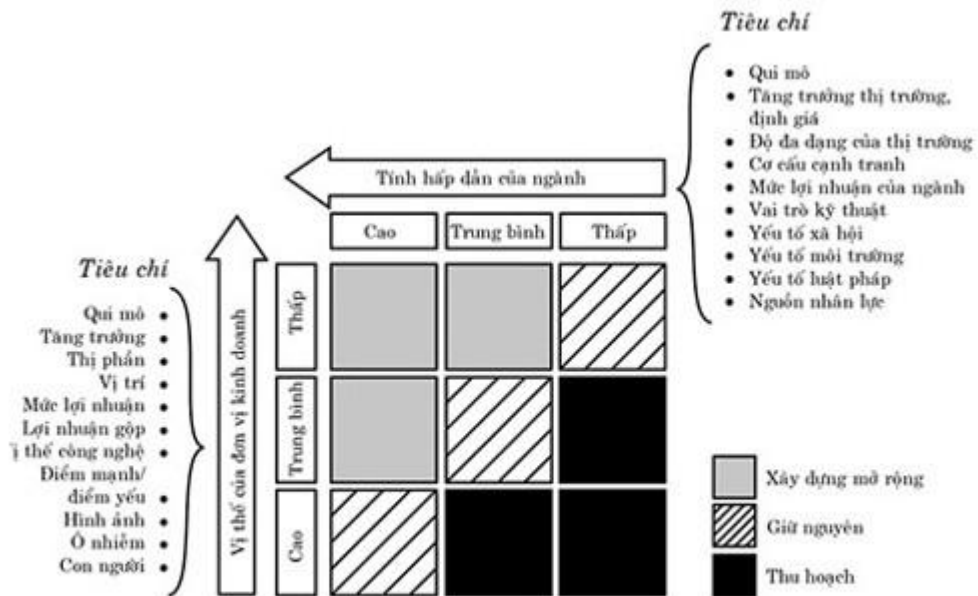 Tiêu chí
• Qui mô
• Tăng trưởng thị trường,
định giá
• Độ đa dạng của thị trường
• Cơ cấu cạnh tranh
• Mức lợi nhuận của ngành
• Vai trò kỹ thuật
• Yếu tố xã hội
• Yếu tố môi trường
• Yếu tố luật pháp
• Nguồn nhân lực
Tính hấp dẫn của ngành
Cao
Trung bình
Thấp
Tiêu chí
Qui mô •
Tăng trưởng •
Thị phần •
Vị trí •
Mức lợi nhuận •
Lợi nhuận gộp •
ị thế công nghệ •
Điểm mạnh/
điểm yếu •
Hình ảnh •
Ô nhiễm •
Con người •
Vị thế của đơn vị kinh doanh
Thấp
Trung bình
Cao
Xây dựng mở rộng
Giữ nguyên
Thu hoạch